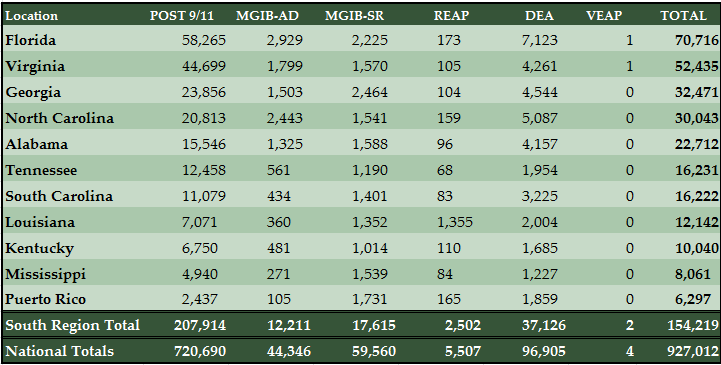 Location POST 9/11 MGIB-AD MGIB-SR REAP DEA VEAP TOTAL
Florida 58,265 2,929 2,225 173 7,123 1 70,716
Virginia 44,699 1,799 1,570 105 4,261 1 52,435
Georgia 23,856 1,503 2,464 104 4,544 0 32,471
North Carolina 20,813 2,443 1,541 159 5,087 0 30,043
Alabama 15,546 1,325 1,588 96 4,157 0 22,712
Tennessee 12,458 561 1,190 68 1,954 0 16,231
South Carolina 11,079 434 1,401 83 3,225 0 16,222
Louisiana 7,071 360 1,352 1,355 2,004 0 12,142
Kentucky 6,750 481 1,014 110 1,685 0 10,040
Mississippi 4,940 271 1,539 84 1,227 0 8,061
Puerto Rico 2,437 105 1,731 165 1,859 0 6,297
South Region Total 207,914 12,211 17,615 2,502 37,126 2 154,219
National Totals 720,690 44,346 59,560 5,507 96,905 4 927,012